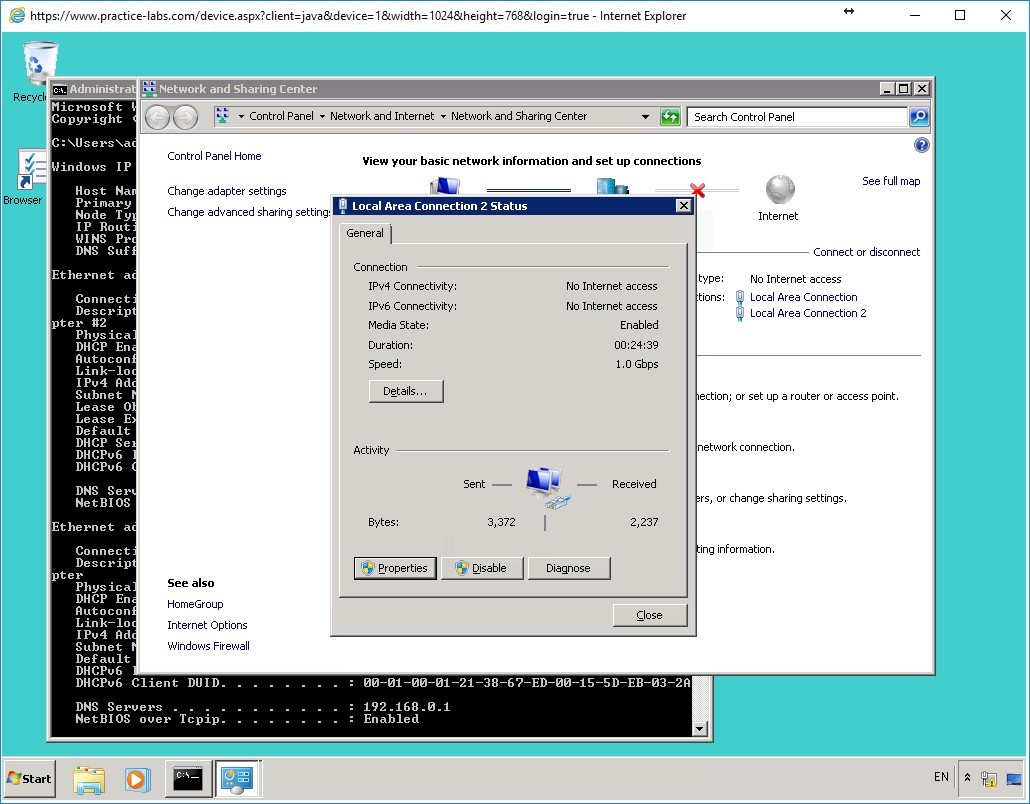 https://www.practice-labs.com/device.aspx?client=java&device=1&width=1024&height=768&login=true - Internet Explorer
Recycl
Browser
Administrat
Microsoft W
Copyright
C:\Users\ad
Windows IP
Host Nam
Primary
Node Typ
IP Routi
WINS Pro
DNS Suff
Ethernet ad
Connecti
Descript
pter #2
Physical
DHCP Ena
Autoconf
Link-loc
IPv4 Add
Subnet M
Lease Ob
Lease Ex
Default
DHCP Ser
DHCPv6 I
DHCPv6 C
DNS Serv
NetBIOS
Ethernet ad
Connecti
Descript
pter
Physical
DHCP Ena
Autoconf
Link-loc
IPv4 Add
Subnet M
Default
DHCPv6 I
DHCPv6 Client DUID. . . . . . . . : 00-01-00-01-21-38-67-ED-00-15-5D-EB-03-2A
DNS Servers . . . . . . . . . . . : 192.168.0.1
NetBIOS over Tcpip. . . . . . . . : Enabled
Network and Sharing Center
Control Panel Network and Internet Network and Sharing Center
Search Control Panel
Control Panel Home
Change adapter settings
Change advanced sharing settings
View your basic network information and set up connections
See full map
Internet
Connect or disconnect
type: No Internet access
tions: Local Area Connection
Local Area Connection 2
nection; or set up a router or access point.
network connection.
ers, or change sharing settings.
ting information.
See also
HomeGroup
Internet Options
Windows Firewall
Local Area Connection 2 Status
General
Connection
IPv4 Connectivity: No Internet access
IPv6 Connectivity: No Internet access
Media State: Enabled
Duration: 00:24:39
Speed: 1.0 Gbps
Details...
Activity
Sent — Received
Bytes: 3,372 | 2,237
Properties
Disable
Diagnose
Close
Start
C:\_
EN